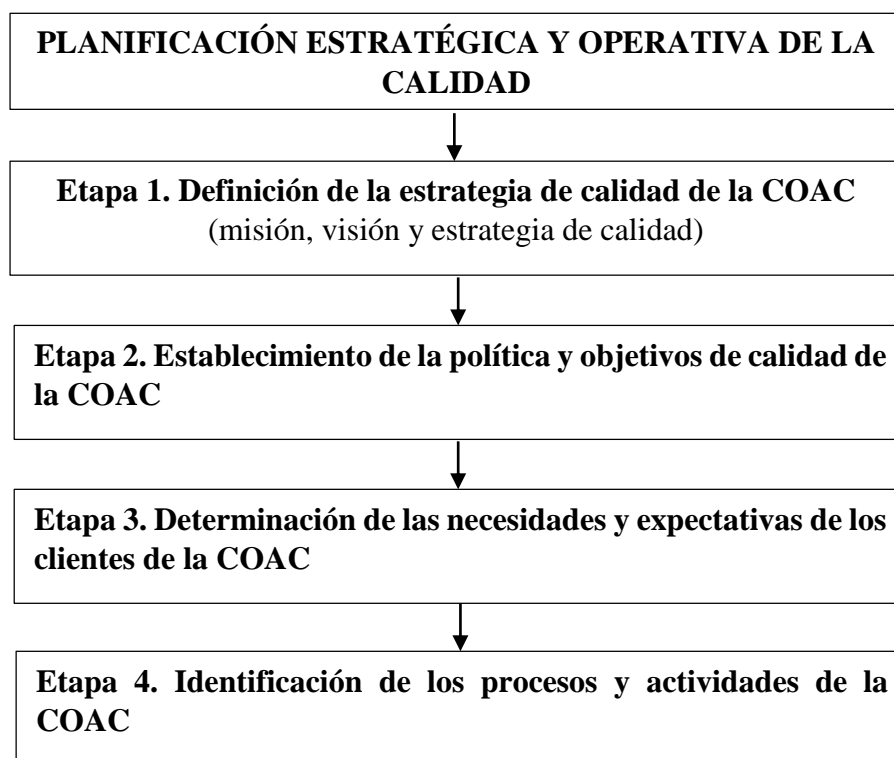 PLANIFICACIÓN ESTRATÉGICA Y OPERATIVA DE LA
CALIDAD
Etapa 1. Definición de la estrategia de calidad de la COAC
(misión, visión y estrategia de calidad)
Etapa 2. Establecimiento de la política y objetivos de calidad de
la COAC
Etapa 3. Determinación de las necesidades y expectativas de los
clientes de la COAC
Etapa 4. Identificación de los procesos y actividades de la
COAC